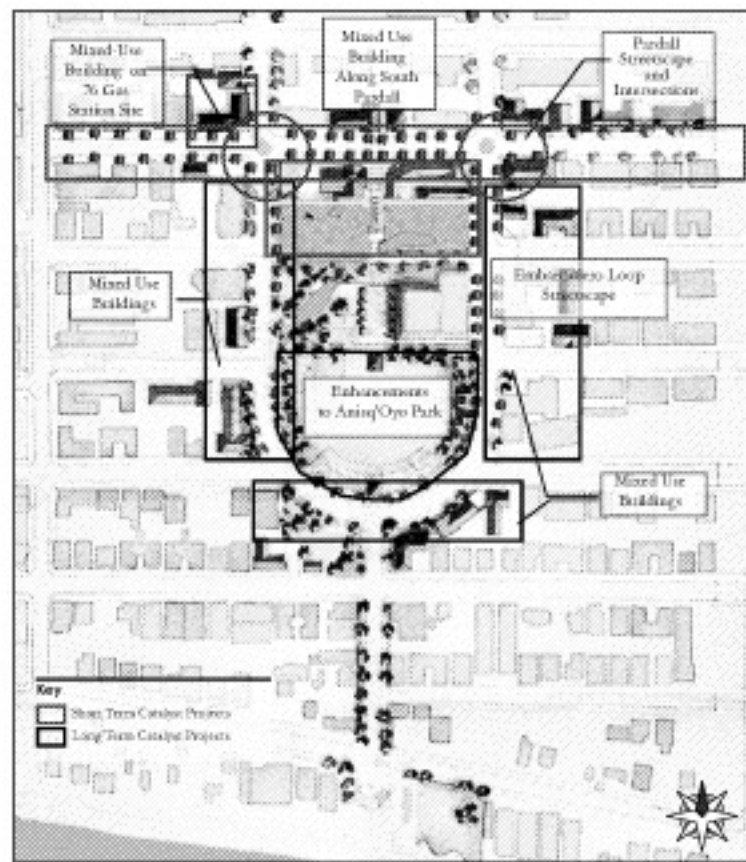 Mixed-Use
Building on
76 Gas
Station Site
Mixed Use
Building
Along South
Pardall
Pardall
Streetscape
and
Intersections
Mixed Use
Buildings
Embarcadero Loop
Streetscape
Enhancements
to Anisq'Oyo Park
Mixed Use
Buildings
Key
Short Term Catalyst Projects
Long Term Catalyst Projects